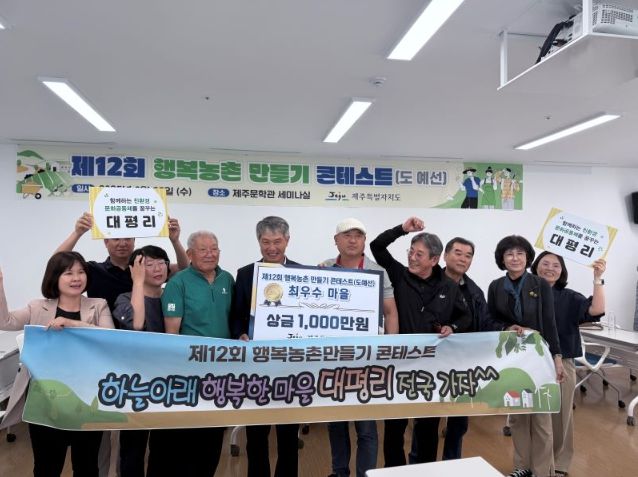 제12회 행복농촌 만들기 콘테스트(도 예선)
일시 (수) 장소 제주문학관 세미나실 Jeju 제주특별자치도
함께하는 친환경
문화공동체를 꿈꾸는
대평리
함께하는 친환경
문화공동체를 꿈꾸는
대평리
제12회 행복농촌 만들기 콘테스트(도예선)
최우수 마을
상금 1,000만원
제12회 행복농촌만들기 콘테스트
하늘아래 행복한 마을 대평리 전국 가자^^